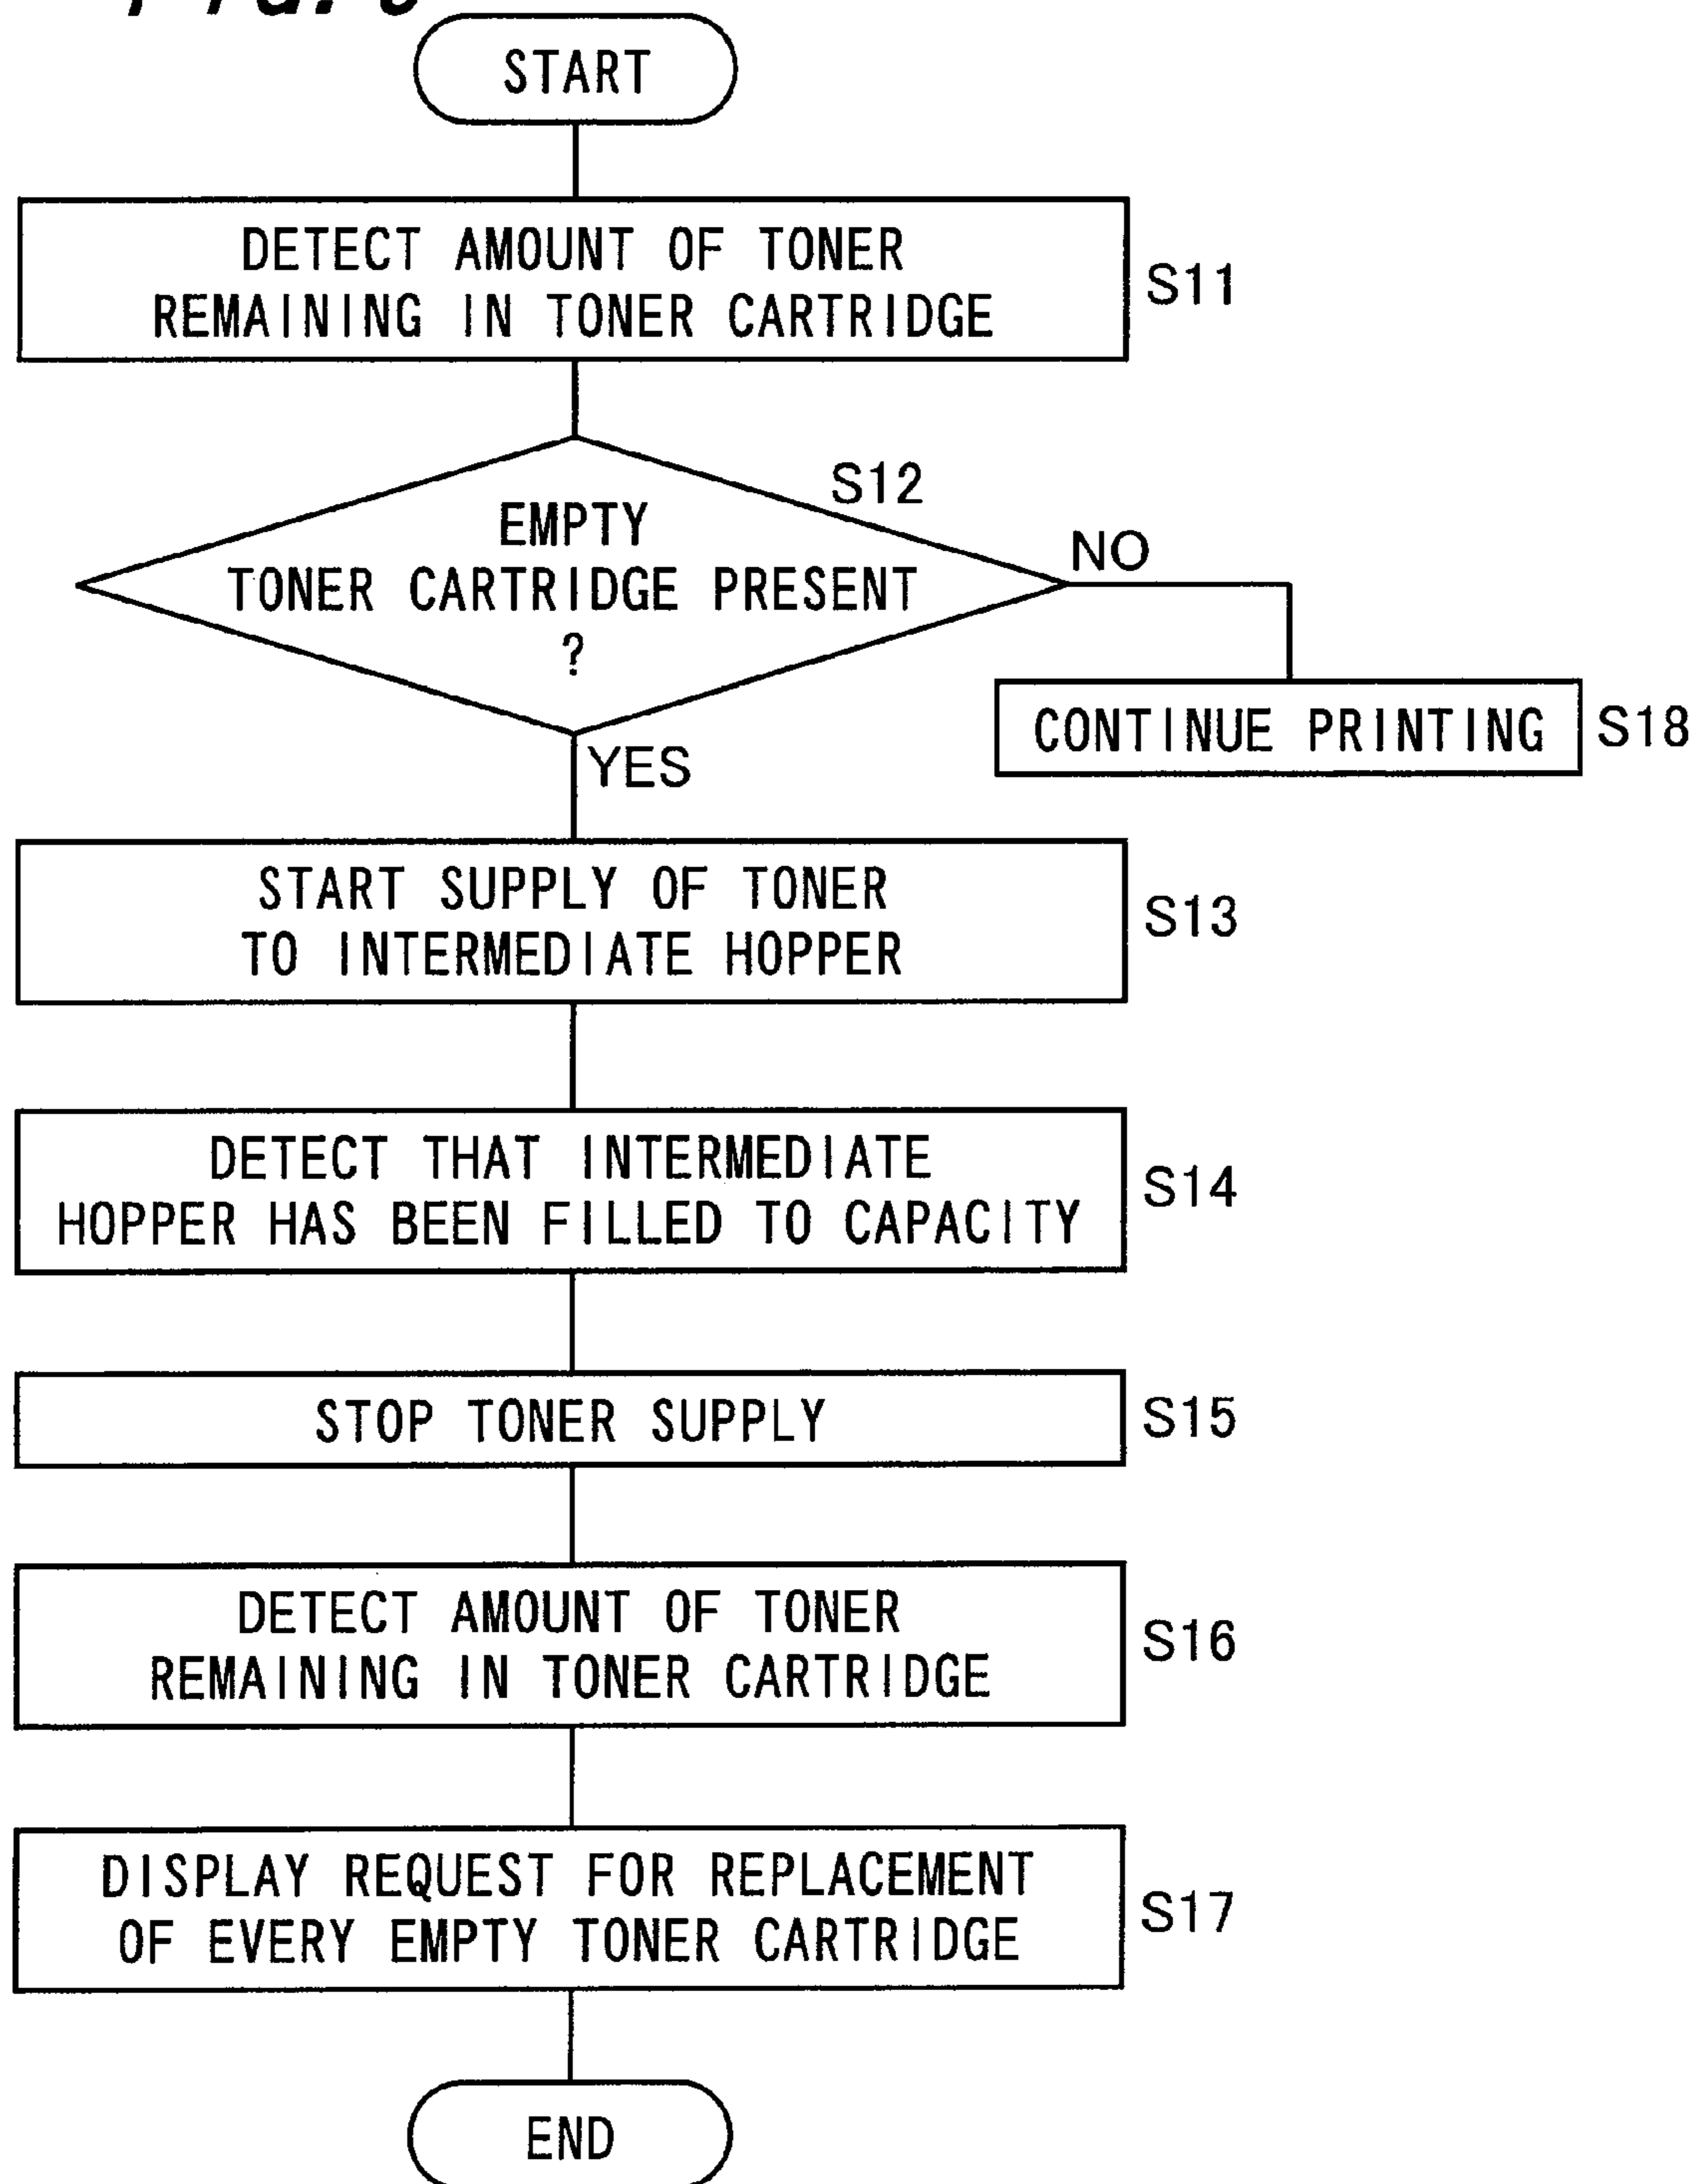 START
DETECT AMOUNT OF TONER
REMAINING IN TONER CARTRIDGE
S11
S12
EMPTY
TONER CARTRIDGE PRESENT
?
NO
YES
CONTINUE PRINTING
S18
START SUPPLY OF TONER
TO INTERMEDIATE HOPPER
S13
DETECT THAT INTERMEDIATE
HOPPER HAS BEEN FILLED TO CAPACITY
S14
STOP TONER SUPPLY
S15
DETECT AMOUNT OF TONER
REMAINING IN TONER CARTRIDGE
S16
DISPLAY REQUEST FOR REPLACEMENT
OF EVERY EMPTY TONER CARTRIDGE
S17
END